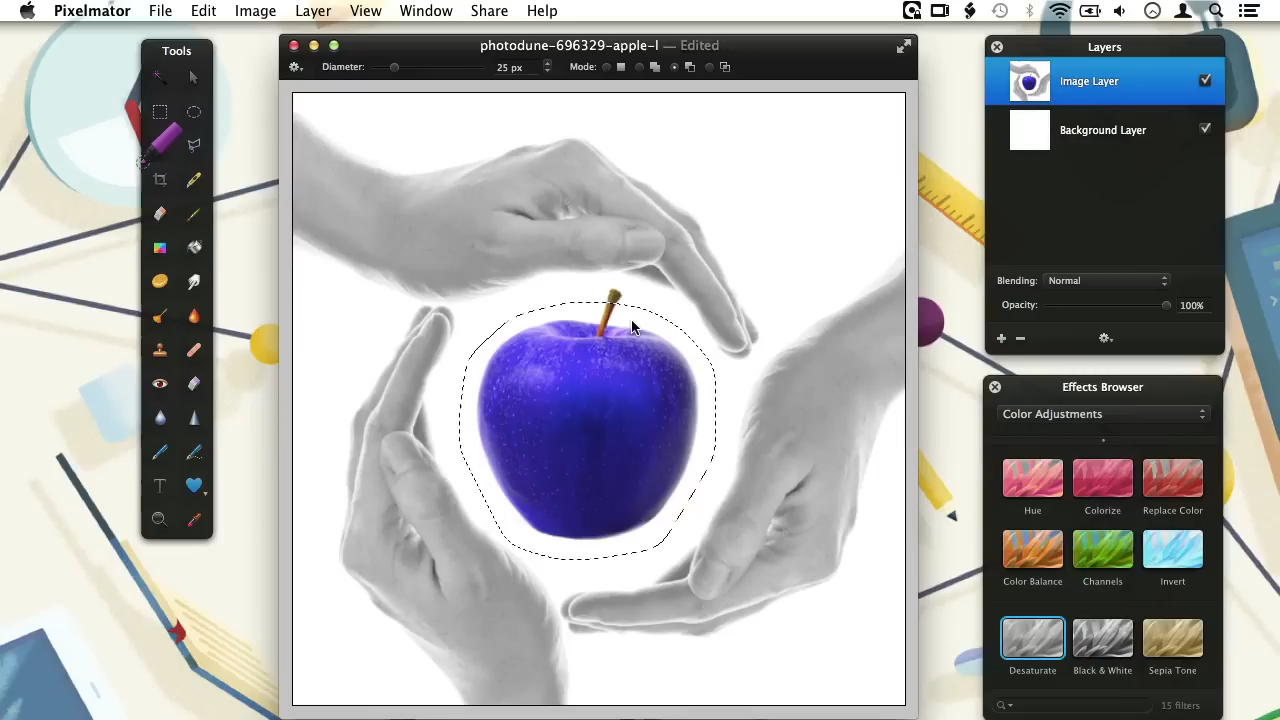 Pixelmator File Edit Image Layer View Window Share Help
Tools
photodune-696329-apple-l — Edited
Diameter: 25 px Mode:
Layers
Image Layer
Background Layer
Blending: Normal
Opacity: 100%
Effects Browser
Color Adjustments
Hue Colorize Replace Color
Color Balance Channels Invert
Desaturate Black & White Sepia Tone
15 filters